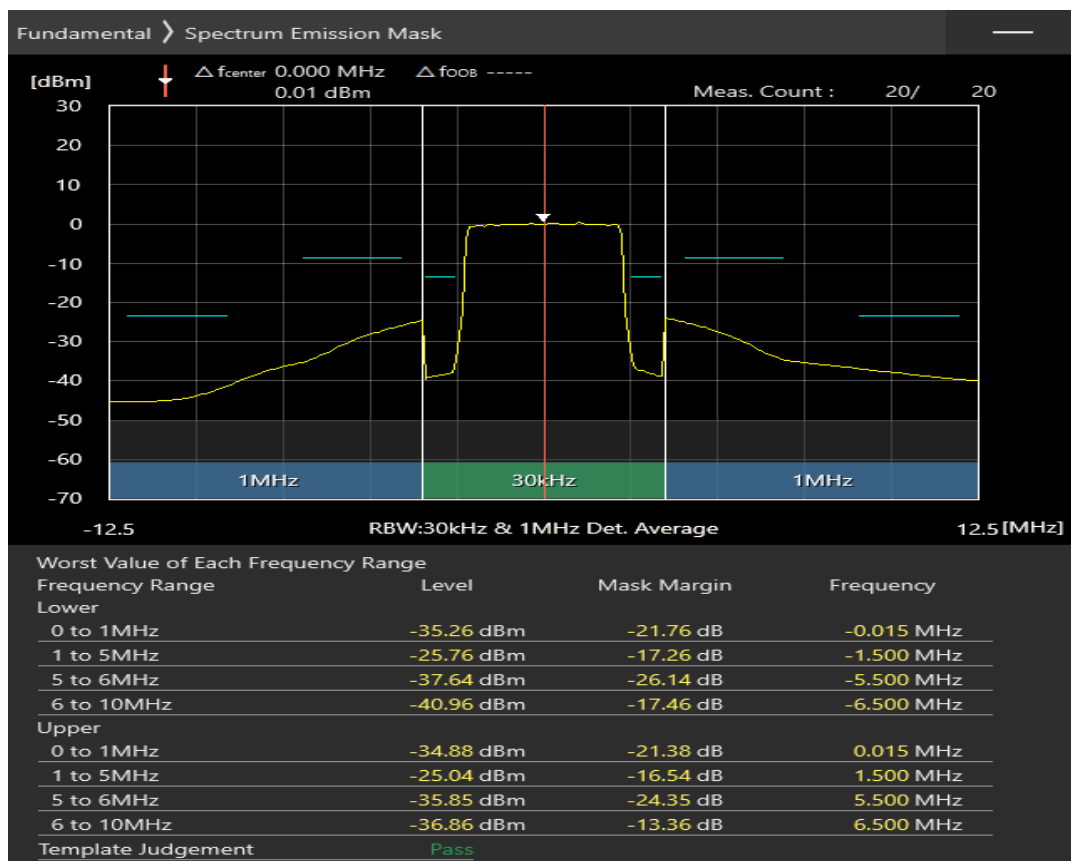 Fundamental ❯ Spectrum Emission Mask
[dBm] △ fcenter 0.000 MHz △ fOOB -----
0.01 dBm Meas. Count : 20/ 20
30
20
10
0
-10
-20
-30
-40
-50
-60
-70
1MHz 30kHz 1MHz
-12.5 RBW:30kHz & 1MHz Det. Average 12.5 [MHz]
Worst Value of Each Frequency Range
Frequency Range Level Mask Margin Frequency
Lower
0 to 1MHz -35.26 dBm -21.76 dB -0.015 MHz
1 to 5MHz -25.76 dBm -17.26 dB -1.500 MHz
5 to 6MHz -37.64 dBm -26.14 dB -5.500 MHz
6 to 10MHz -40.96 dBm -17.46 dB -6.500 MHz
Upper
0 to 1MHz -34.88 dBm -21.38 dB 0.015 MHz
1 to 5MHz -25.04 dBm -16.54 dB 1.500 MHz
5 to 6MHz -35.85 dBm -24.35 dB 5.500 MHz
6 to 10MHz -36.86 dBm -13.36 dB 6.500 MHz
Template Judgement Pass